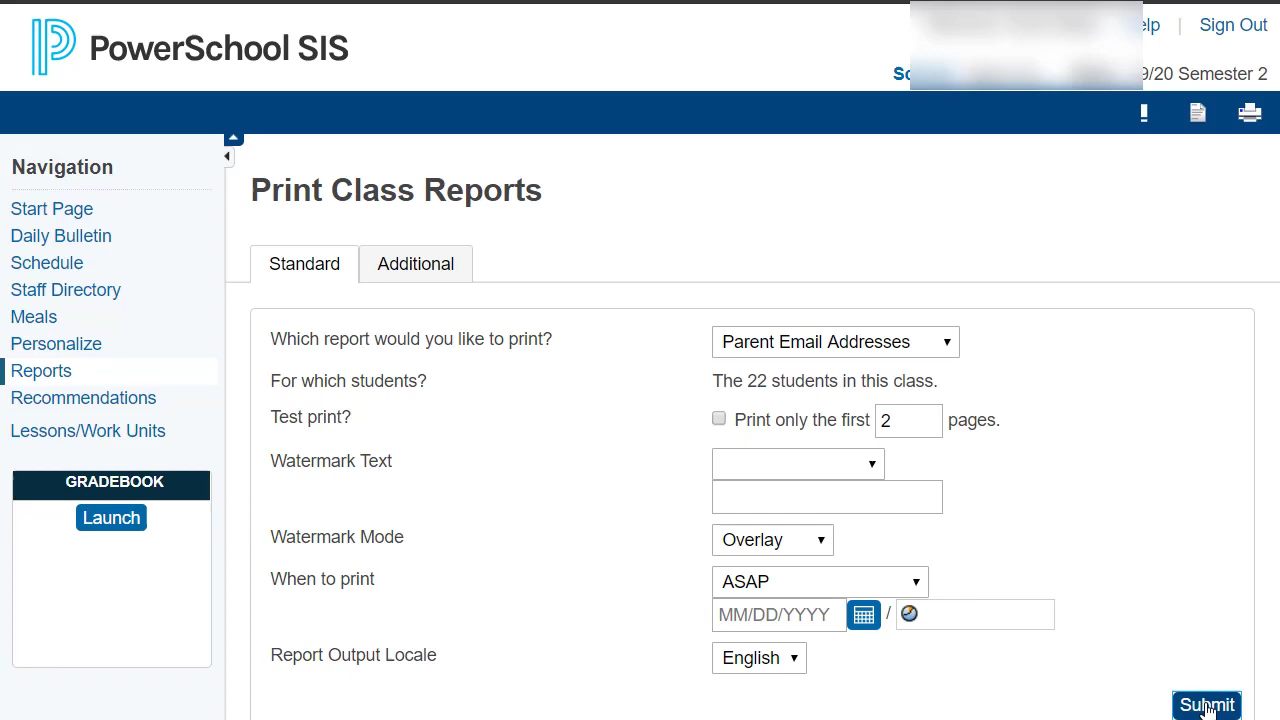 PowerSchool SIS
Sign Out
9/20 Semester 2
Navigation
Start Page
Daily Bulletin
Schedule
Staff Directory
Meals
Personalize
Reports
Recommendations
Lessons/Work Units
GRADEBOOK
Launch
Print Class Reports
Standard
Additional
Which report would you like to print?
Parent Email Addresses
For which students?
The 22 students in this class.
Test print?
Print only the first 2 pages.
Watermark Text
Watermark Mode
Overlay
When to print
ASAP
MM/DD/YYYY /
Report Output Locale
English
Submit